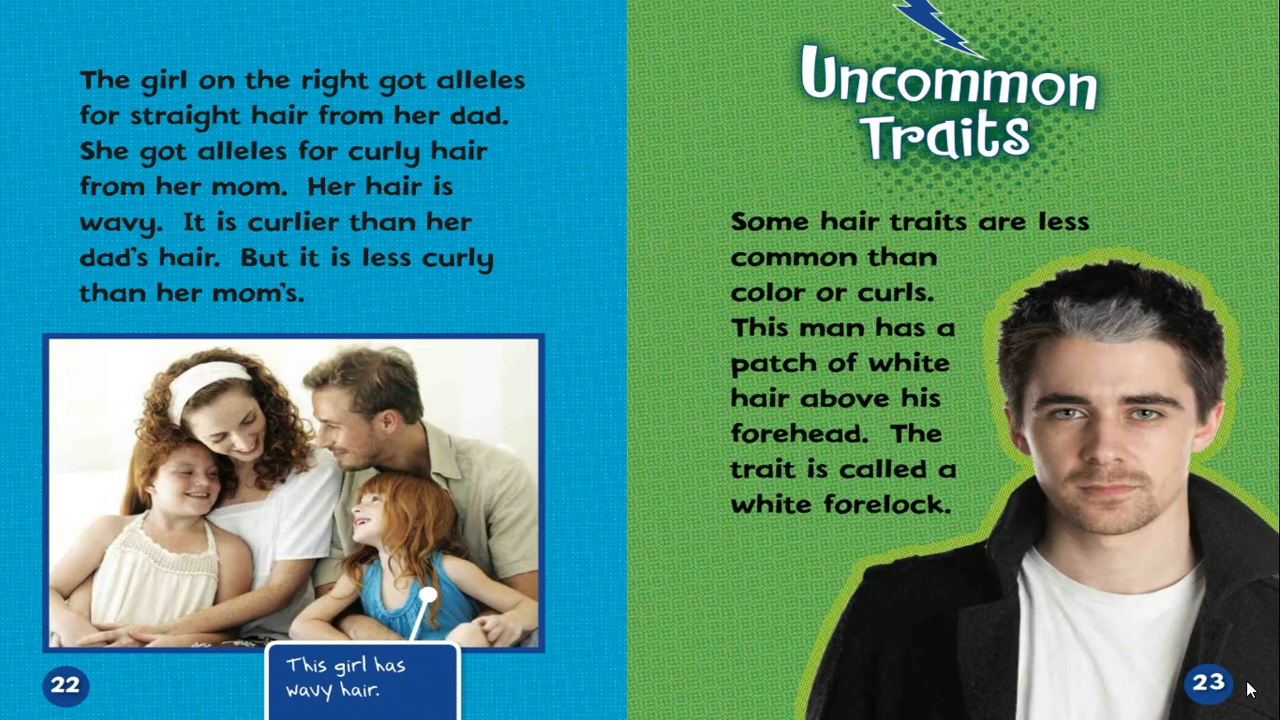 The girl on the right got alleles
for straight hair from her dad.
She got alleles for curly hair
from her mom.  Her hair is
wavy.  It is curlier than her
dad's hair.  But it is less curly
than her mom's.
This girl has
wavy hair.
22
Uncommon
Traits
Some hair traits are less
common than
color or curls.
This man has a
patch of white
hair above his
forehead.  The
trait is called a
white forelock.
23